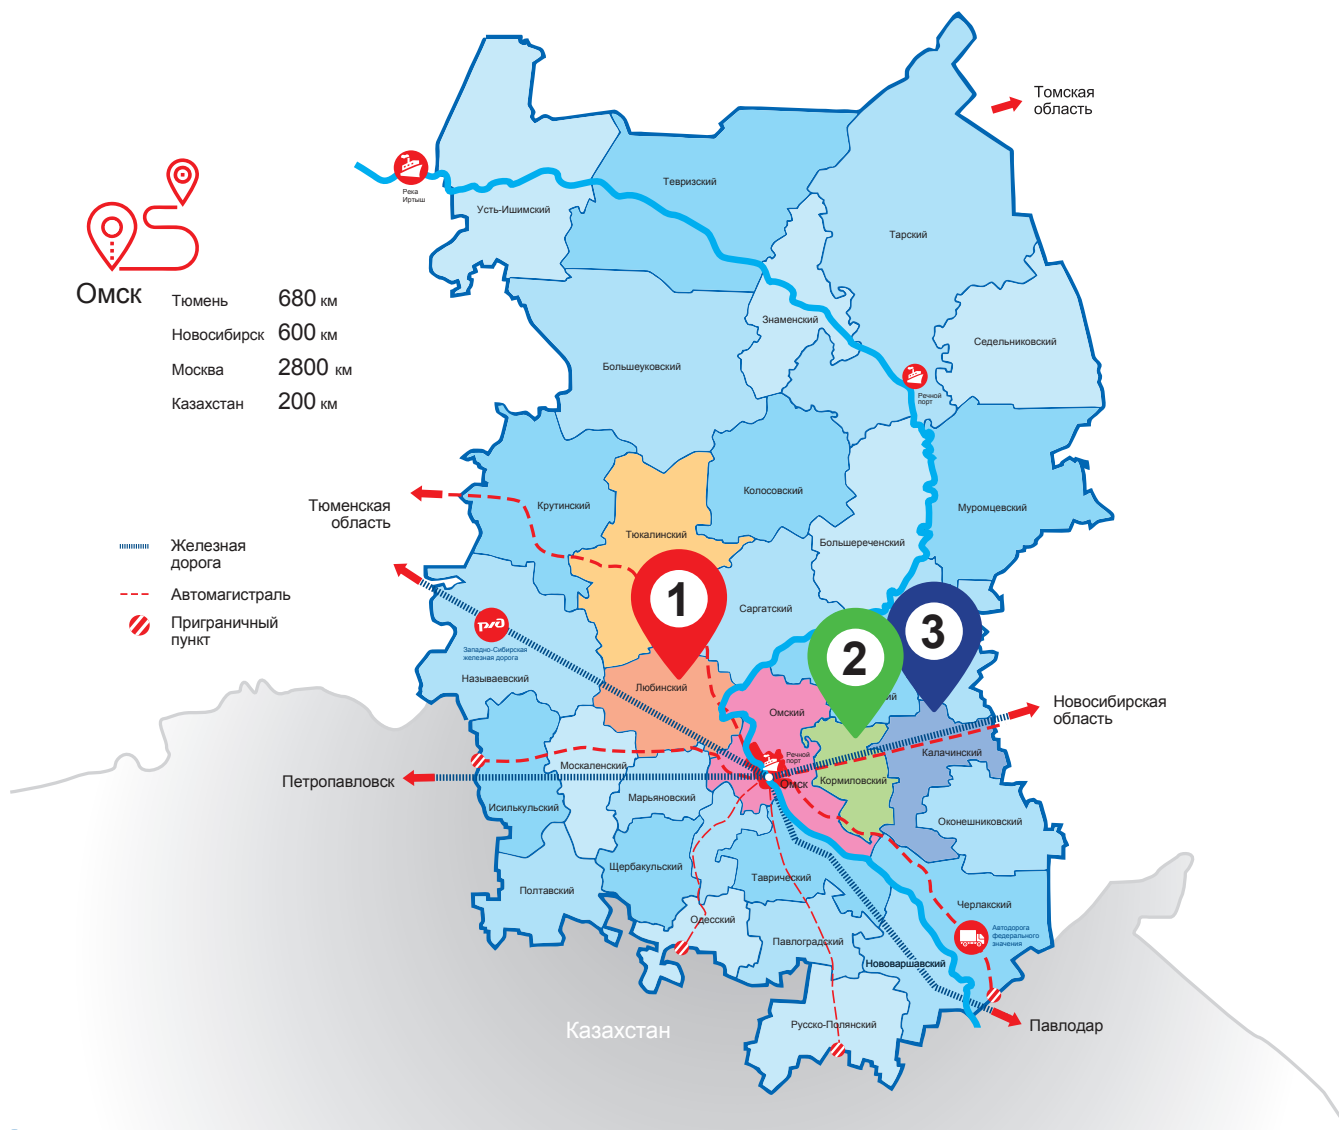 Томская
область
Тевризский
Река
Иртыш
Усть-Ишимский
Тарский
Омск
Тюмень 680 км
Новосибирск 600 км
Москва 2800 км
Казахстан 200 км
Знаменский
Седельниковский
Большеуковский
Речной
порт
Колосовский
Крутинский
Тюменская
область
Муромцевский
Тюкалинский
Большереченский
Железная
дорога
Автомагистраль
Приграничный
пункт
1
Саргатский
2
3
ржд
Западно-Сибирская
железная дорога
Называевский
Любинский
Омский
ий
Новосибирская
область
Калачинский
Речной
порт
Москаленский
Петропавловск
Омск
Кормиловский
Марьяновский
Исилькульский
Оконешниковский
Щербакульский
Таврический
Полтавский
Черлакский
Одесский
Автодорога
федерального
значения
Павлоградский
Нововаршавский
Русско-Полянский
Павлодар
Казахстан